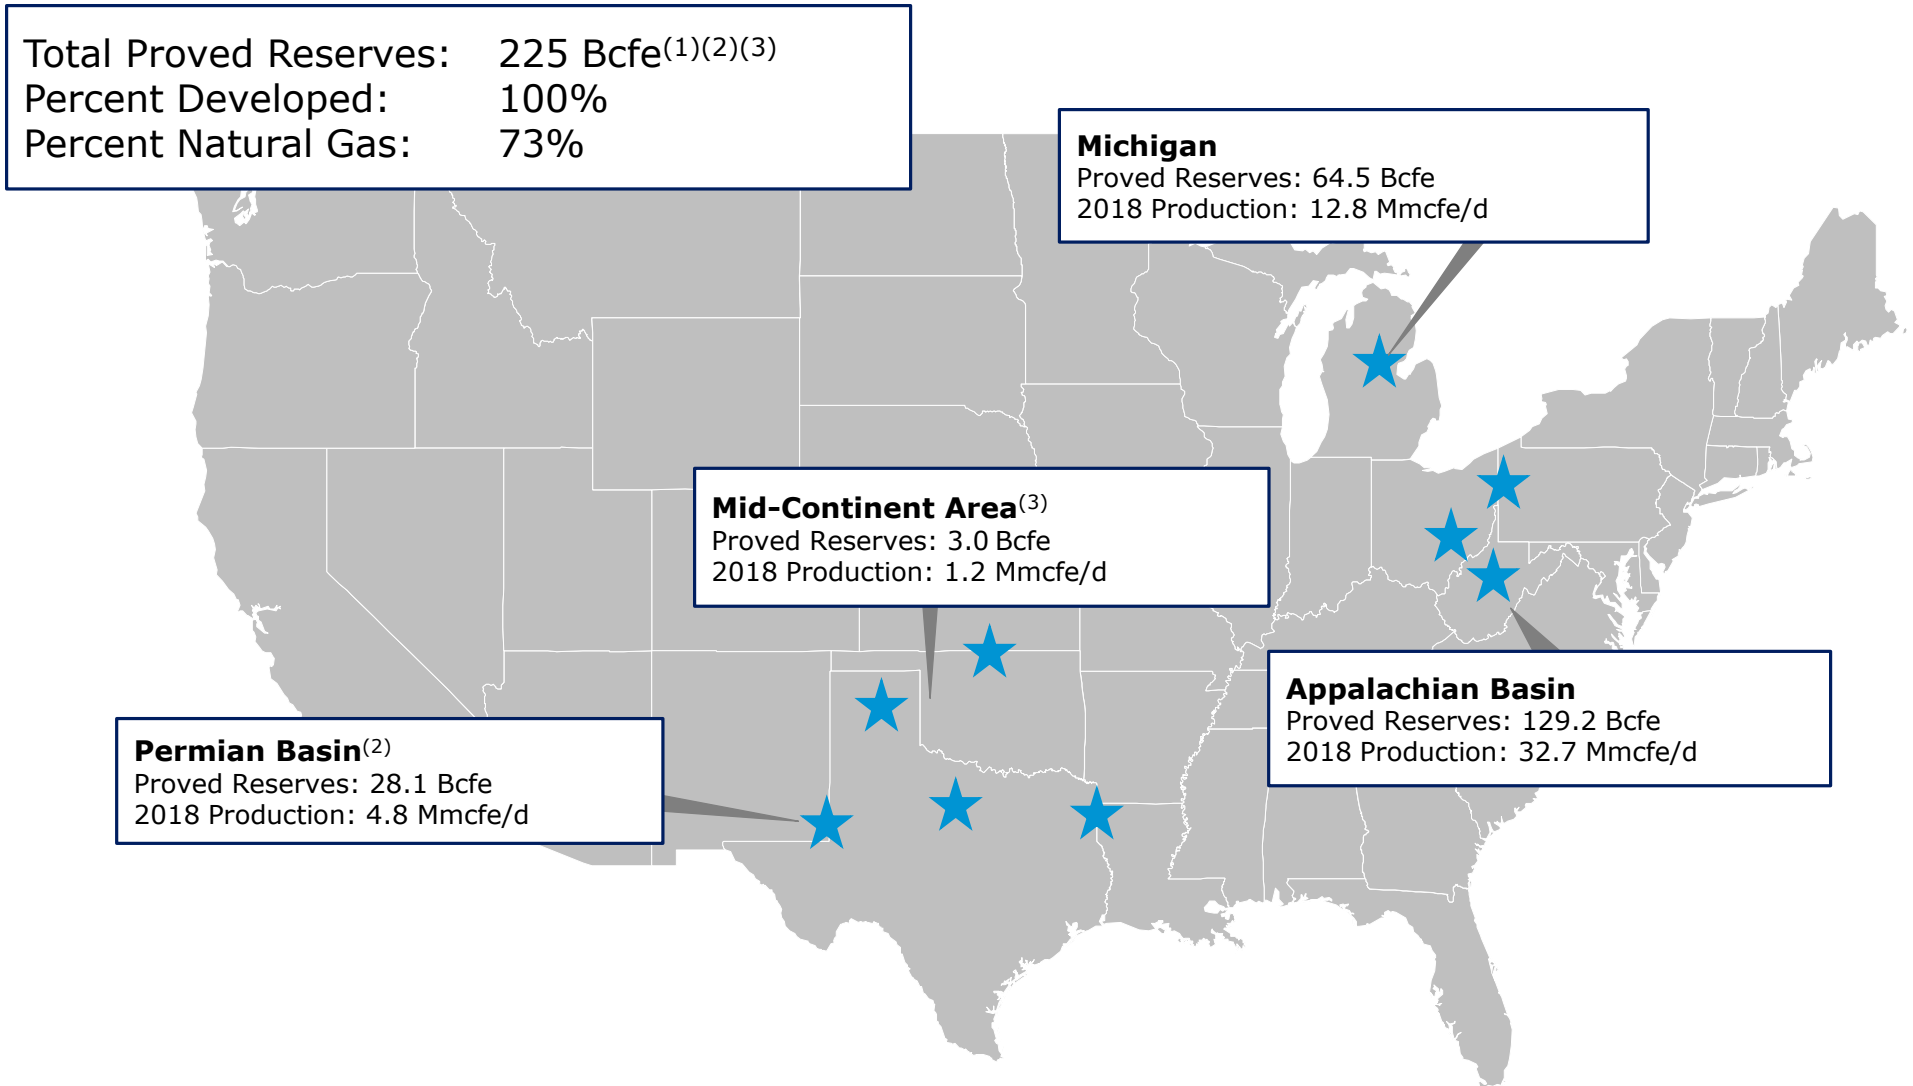 Total Proved Reserves: 225 Bcfe(1)(2)(3)
Percent Developed: 100%
Percent Natural Gas: 73%
Michigan
Proved Reserves: 64.5 Bcfe
2018 Production: 12.8 Mmcfe/d
Mid-Continent Area(3)
Proved Reserves: 3.0 Bcfe
2018 Production: 1.2 Mmcfe/d
Appalachian Basin
Proved Reserves: 129.2 Bcfe
2018 Production: 32.7 Mmcfe/d
Permian Basin(2)
Proved Reserves: 28.1 Bcfe
2018 Production: 4.8 Mmcfe/d